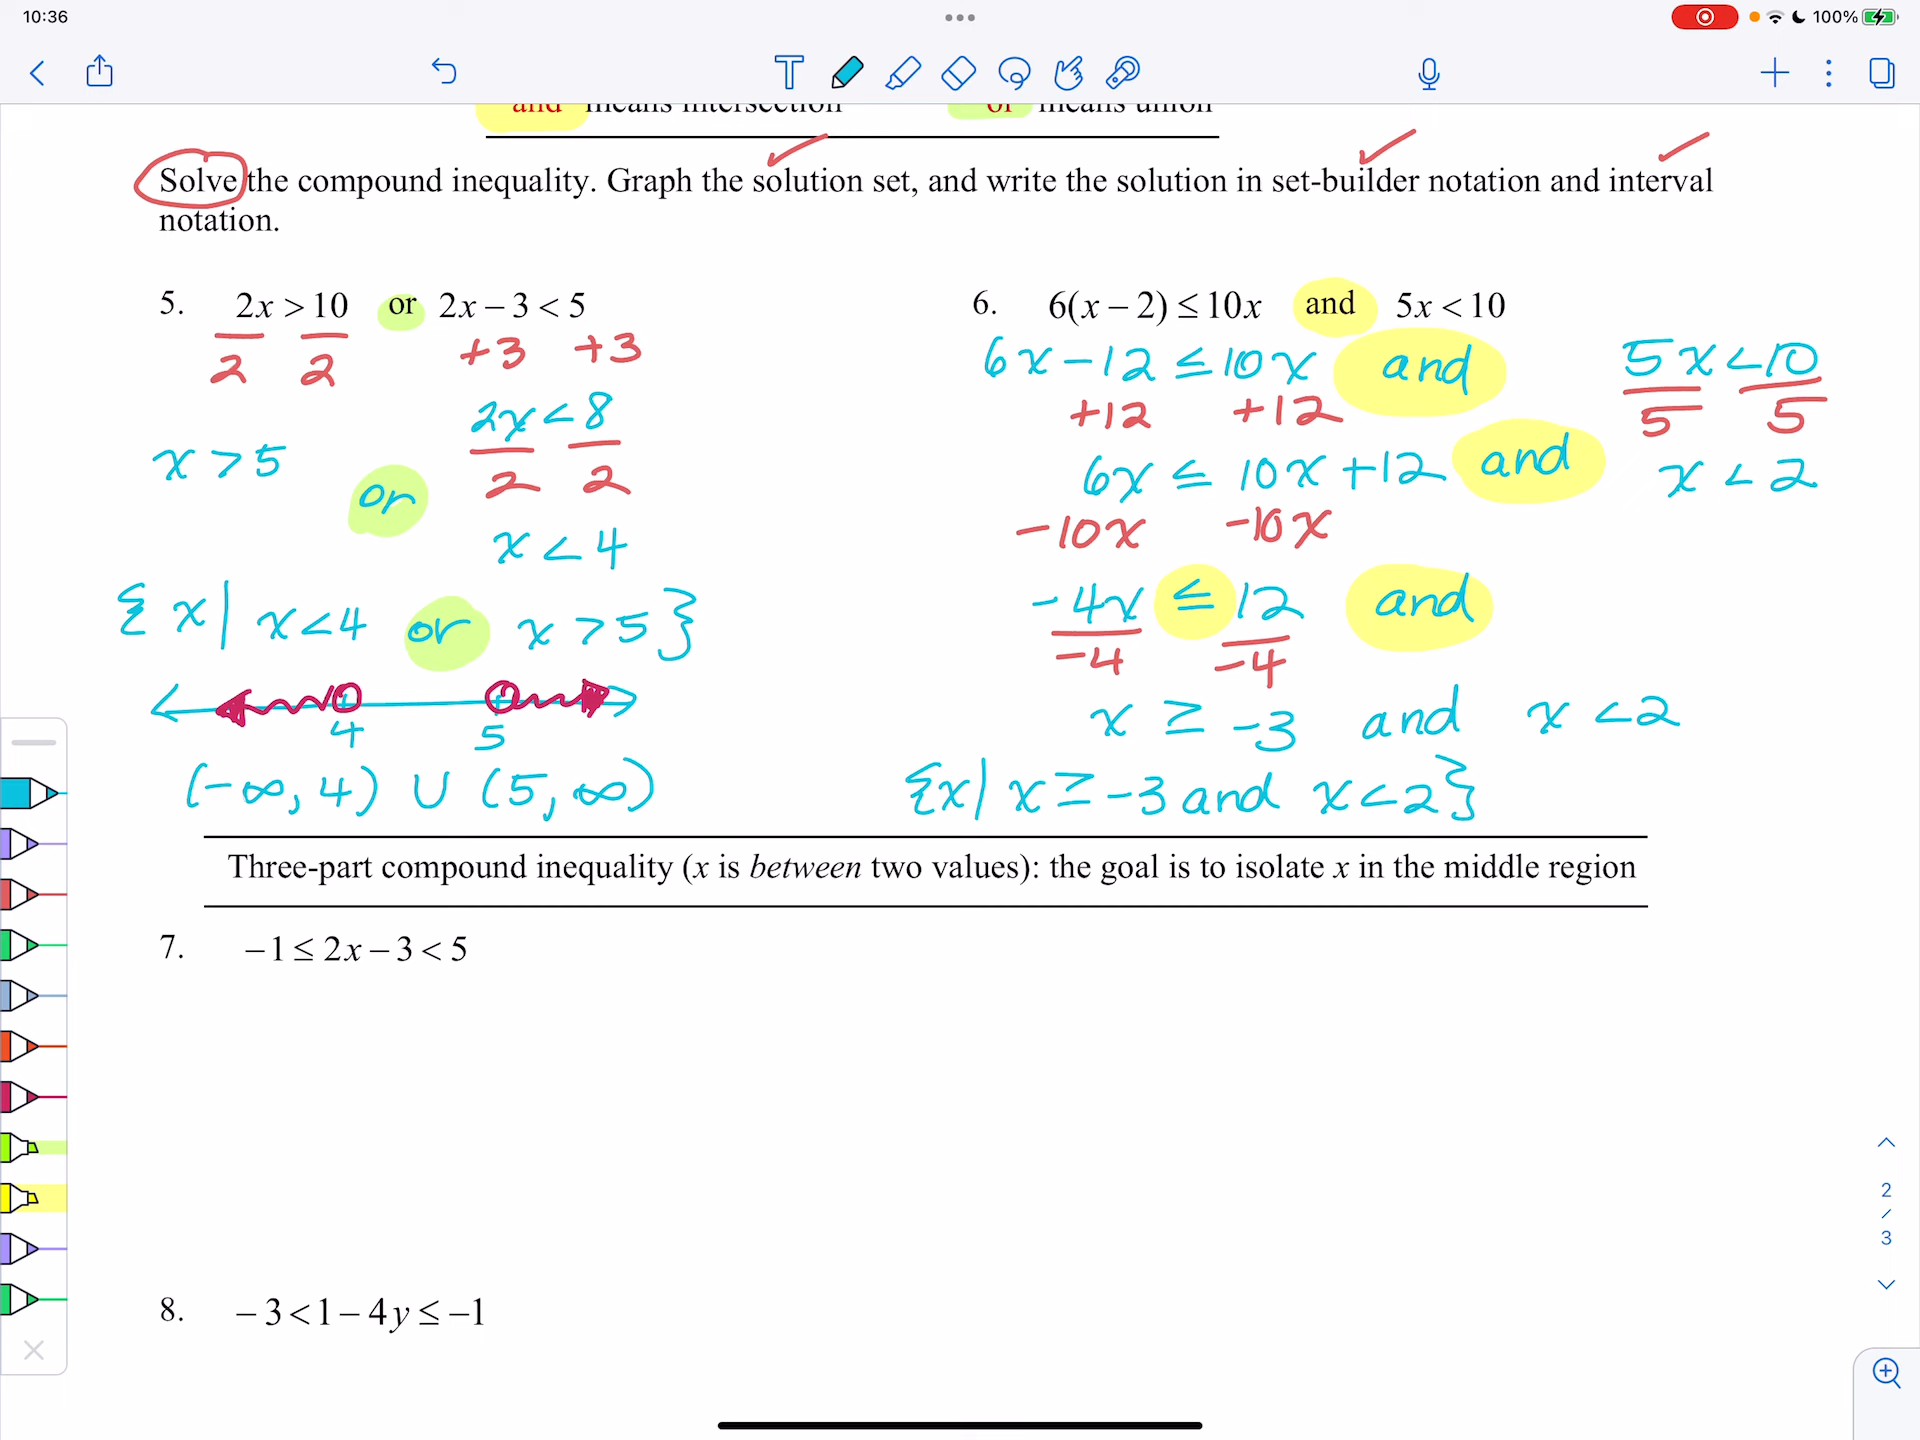 10:36
100%
and means intersection or means union
Solve the compound inequality. Graph the solution set, and write the solution in set-builder notation and interval
notation.
5. 2x > 10 or 2x – 3 < 5
2 2 +3 +3
2x < 8
x > 5 or 2 2
x < 4
{ x | x < 4 or x > 5 }
4 5
(-∞, 4) ∪ (5, ∞)
6. 6(x – 2) ≤ 10x and 5x < 10
6x – 12 ≤ 10x and 5x < 10
+12 +12 5 5
6x ≤ 10x + 12 and x < 2
-10x -10x
-4x ≤ 12 and
-4 -4
x ≥ -3 and x < 2
{x | x ≥ -3 and x < 2}
Three-part compound inequality (x is between two values): the goal is to isolate x in the middle region
7. –1 ≤ 2x – 3 < 5
8. –3 < 1 – 4y ≤ –1
2
/
3